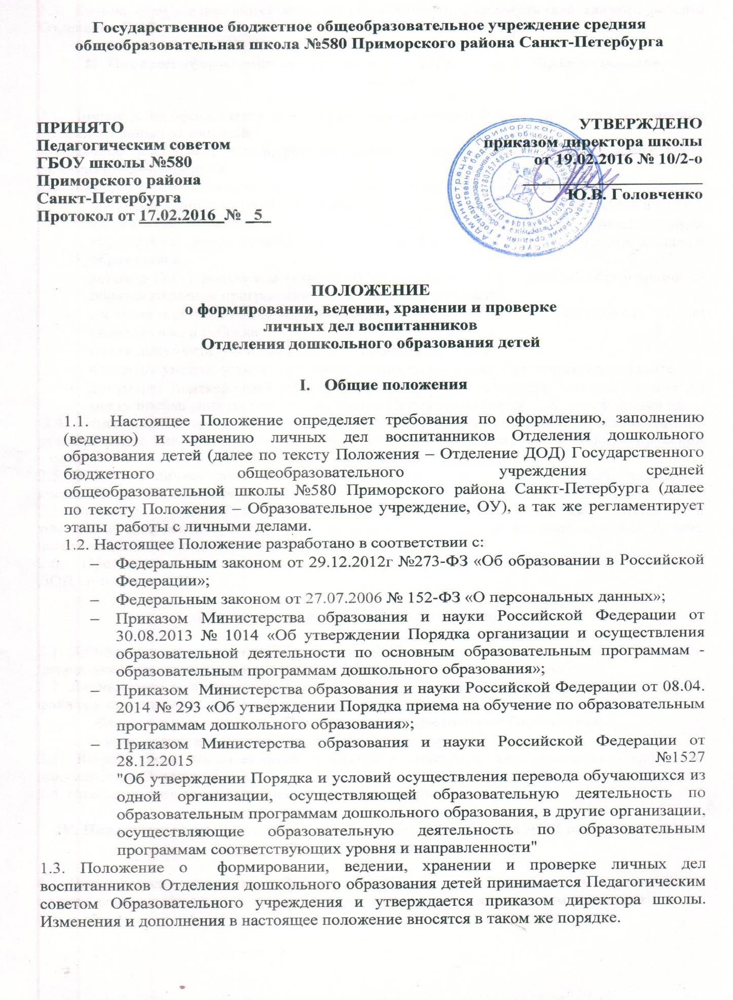 Государственное бюджетное общеобразовательное учреждение средняя
общеобразовательная школа №580 Приморского района Санкт-Петербурга
ПРИНЯТО
Педагогическим советом
ГБОУ школы №580
Приморского района
Санкт-Петербурга
Протокол от 17.02.2016 № 5
УТВЕРЖДЕНО
приказом директора школы
от 19.02.2016 № 10/2-о
Ю.В. Головченко
ПОЛОЖЕНИЕ
о формировании, ведении, хранении и проверке
личных дел воспитанников
Отделения дошкольного образования детей
I. Общие положения
1.1. Настоящее Положение определяет требования по оформлению, заполнению
(ведению) и хранению личных дел воспитанников Отделения дошкольного
образования детей (далее по тексту Положения – Отделение ДОД) Государственного
бюджетного общеобразовательного учреждения средней
общеобразовательной школы №580 Приморского района Санкт-Петербурга (далее
по тексту Положения – Образовательное учреждение, ОУ), а так же регламентирует
этапы работы с личными делами.
1.2. Настоящее Положение разработано в соответствии с:
– Федеральным законом от 29.12.2012г №273-ФЗ «Об образовании в Российской
Федерации»;
– Федеральным законом от 27.07.2006 № 152-ФЗ «О персональных данных»;
– Приказом Министерства образования и науки Российской Федерации от
30.08.2013 № 1014 «Об утверждении Порядка организации и осуществления
образовательной деятельности по основным образовательным программам -
образовательным программам дошкольного образования»;
– Приказом Министерства образования и науки Российской Федерации от 08.04.
2014 № 293 «Об утверждении Порядка приема на обучение по образовательным
программам дошкольного образования»;
– Приказом Министерства образования и науки Российской Федерации от
28.12.2015 №1527
"Об утверждении Порядка и условий осуществления перевода обучающихся из
одной организации, осуществляющей образовательную деятельность по
образовательным программам дошкольного образования, в другие организации,
осуществляющие образовательную деятельность по образовательным
программам соответствующих уровня и направленности"
1.3. Положение о формировании, ведении, хранении и проверке личных дел
воспитанников Отделения дошкольного образования детей принимается Педагогическим
советом Образовательного учреждения и утверждается приказом директора школы.
Изменения и дополнения в настоящее положение вносятся в таком же порядке.